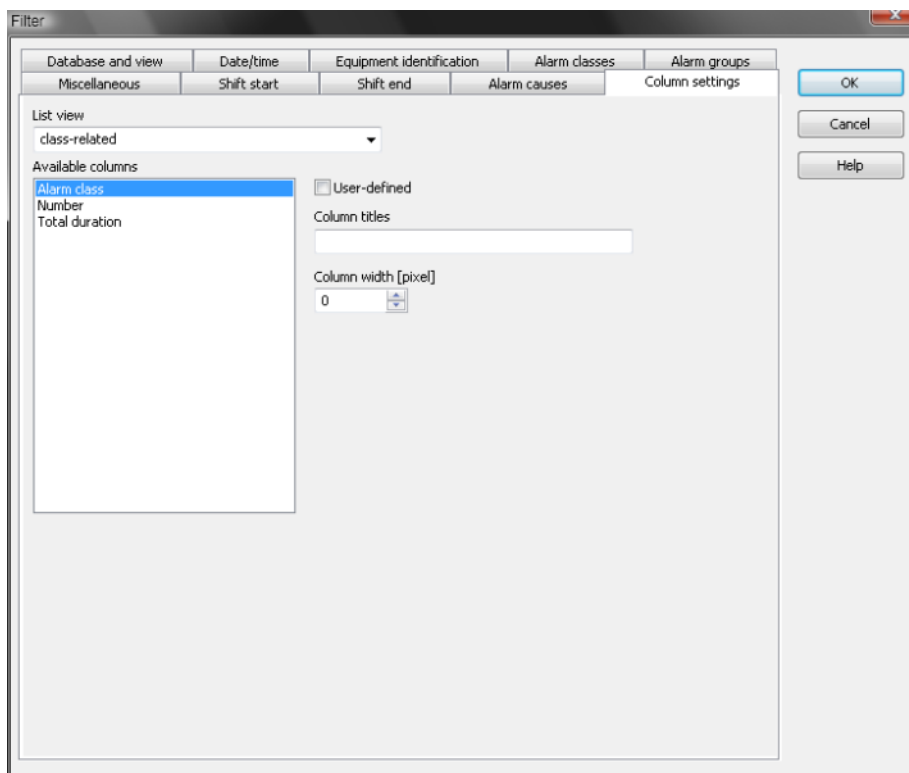 Filter
Database and view Date/time Equipment identification Alarm classes Alarm groups
Miscellaneous Shift start Shift end Alarm causes Column settings
OK
Cancel
Help
List view
class-related
Available columns
Alarm class
Number
Total duration
User-defined
Column titles
Column width [pixel]
0